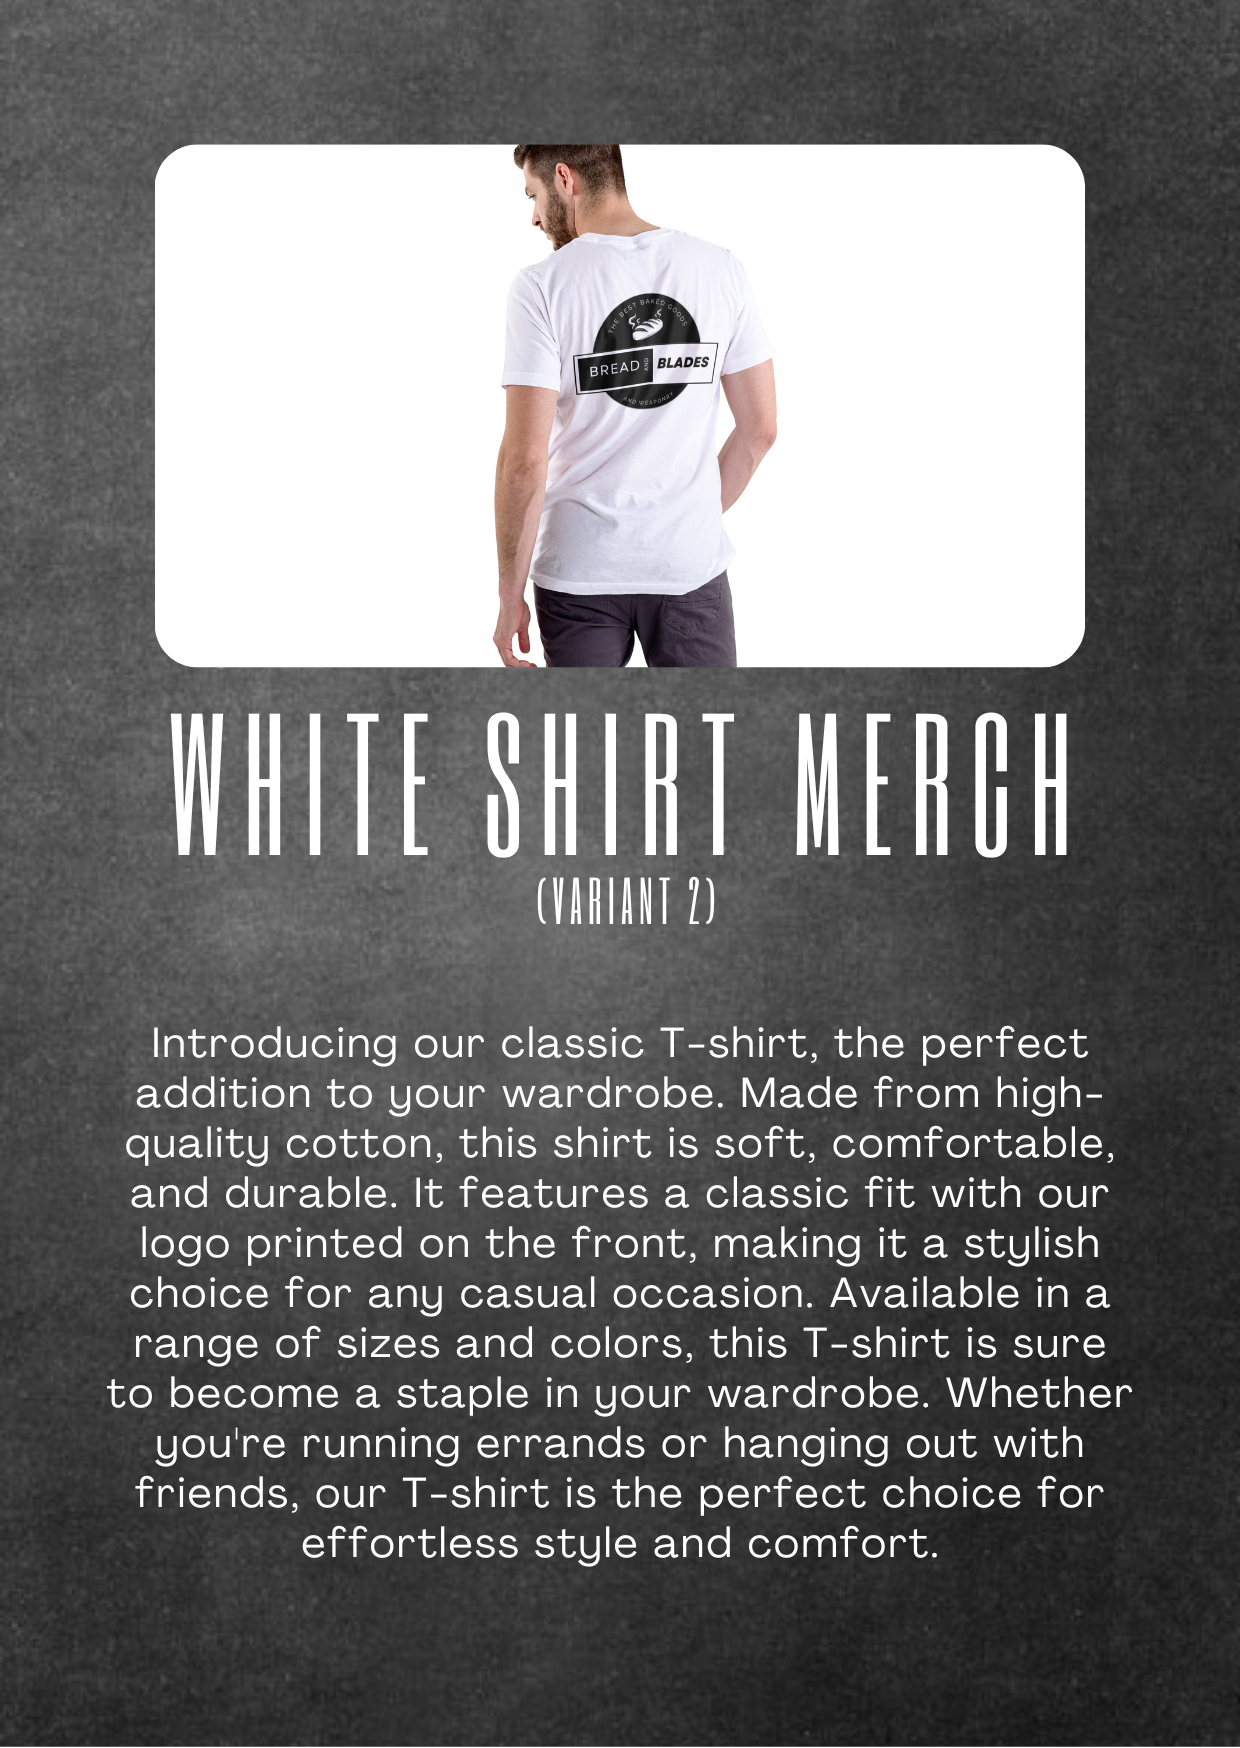 THE BEST BAKED GOODS
BREAD AND BLADES
AND WEAPONRY
WHITE SHIRT MERCH
(VARIANT 2)
Introducing our classic T-shirt, the perfect
addition to your wardrobe. Made from high-
quality cotton, this shirt is soft, comfortable,
and durable. It features a classic fit with our
logo printed on the front, making it a stylish
choice for any casual occasion. Available in a
range of sizes and colors, this T-shirt is sure
to become a staple in your wardrobe. Whether
you're running errands or hanging out with
friends, our T-shirt is the perfect choice for
effortless style and comfort.